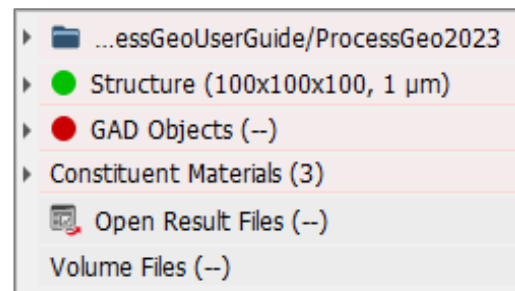 ...essGeoUserGuide/ProcessGeo2023
Structure (100x100x100, 1 µm)
GAD Objects (--)
Constituent Materials (3)
Open Result Files (--)
Volume Files (--)